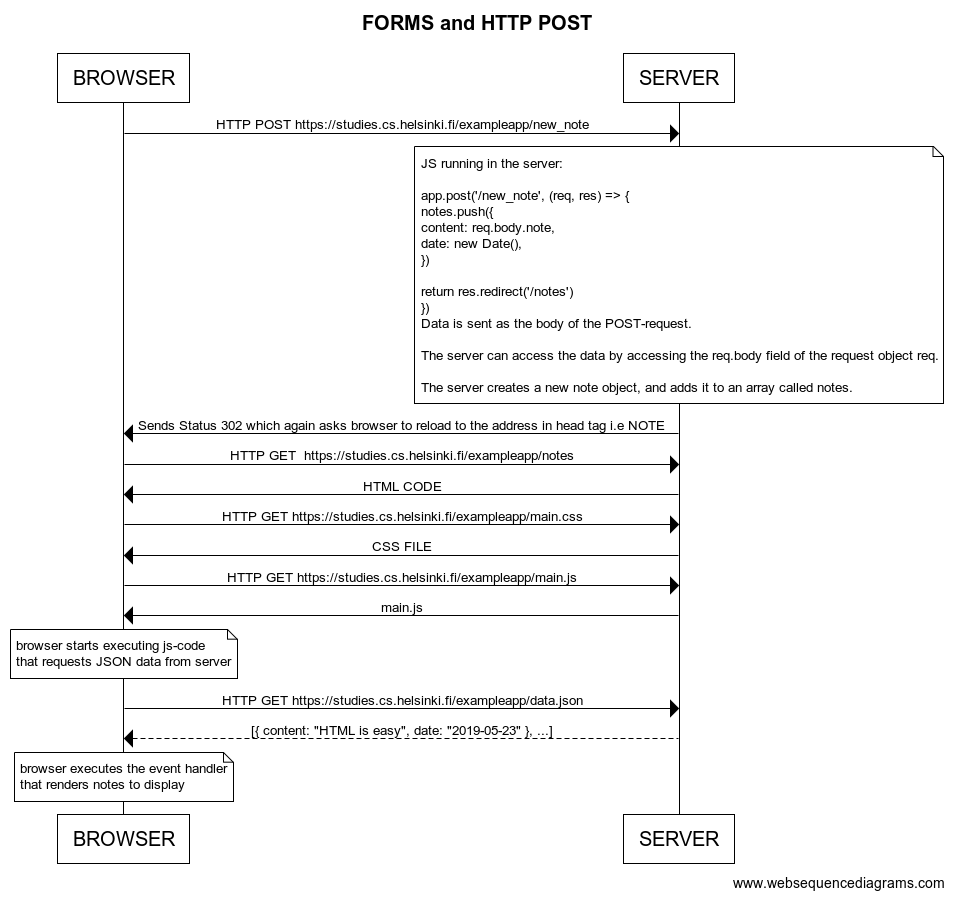 FORMS and HTTP POST
BROWSER
SERVER
HTTP POST https://studies.cs.helsinki.fi/exampleapp/new_note
JS running in the server:
app.post('/new_note', (req, res) => {
notes.push({
content: req.body.note,
date: new Date(),
})
return res.redirect('/notes')
})
Data is sent as the body of the POST-request.
The server can access the data by accessing the req.body field of the request object req.
The server creates a new note object, and adds it to an array called notes.
Sends Status 302 which again asks browser to reload to the address in head tag i.e NOTE
HTTP GET  https://studies.cs.helsinki.fi/exampleapp/notes
HTML CODE
HTTP GET https://studies.cs.helsinki.fi/exampleapp/main.css
CSS FILE
HTTP GET https://studies.cs.helsinki.fi/exampleapp/main.js
main.js
browser starts executing js-code
that requests JSON data from server
HTTP GET https://studies.cs.helsinki.fi/exampleapp/data.json
[{ content: "HTML is easy", date: "2019-05-23" }, ...]
browser executes the event handler
that renders notes to display
BROWSER
SERVER
www.websequencediagrams.com